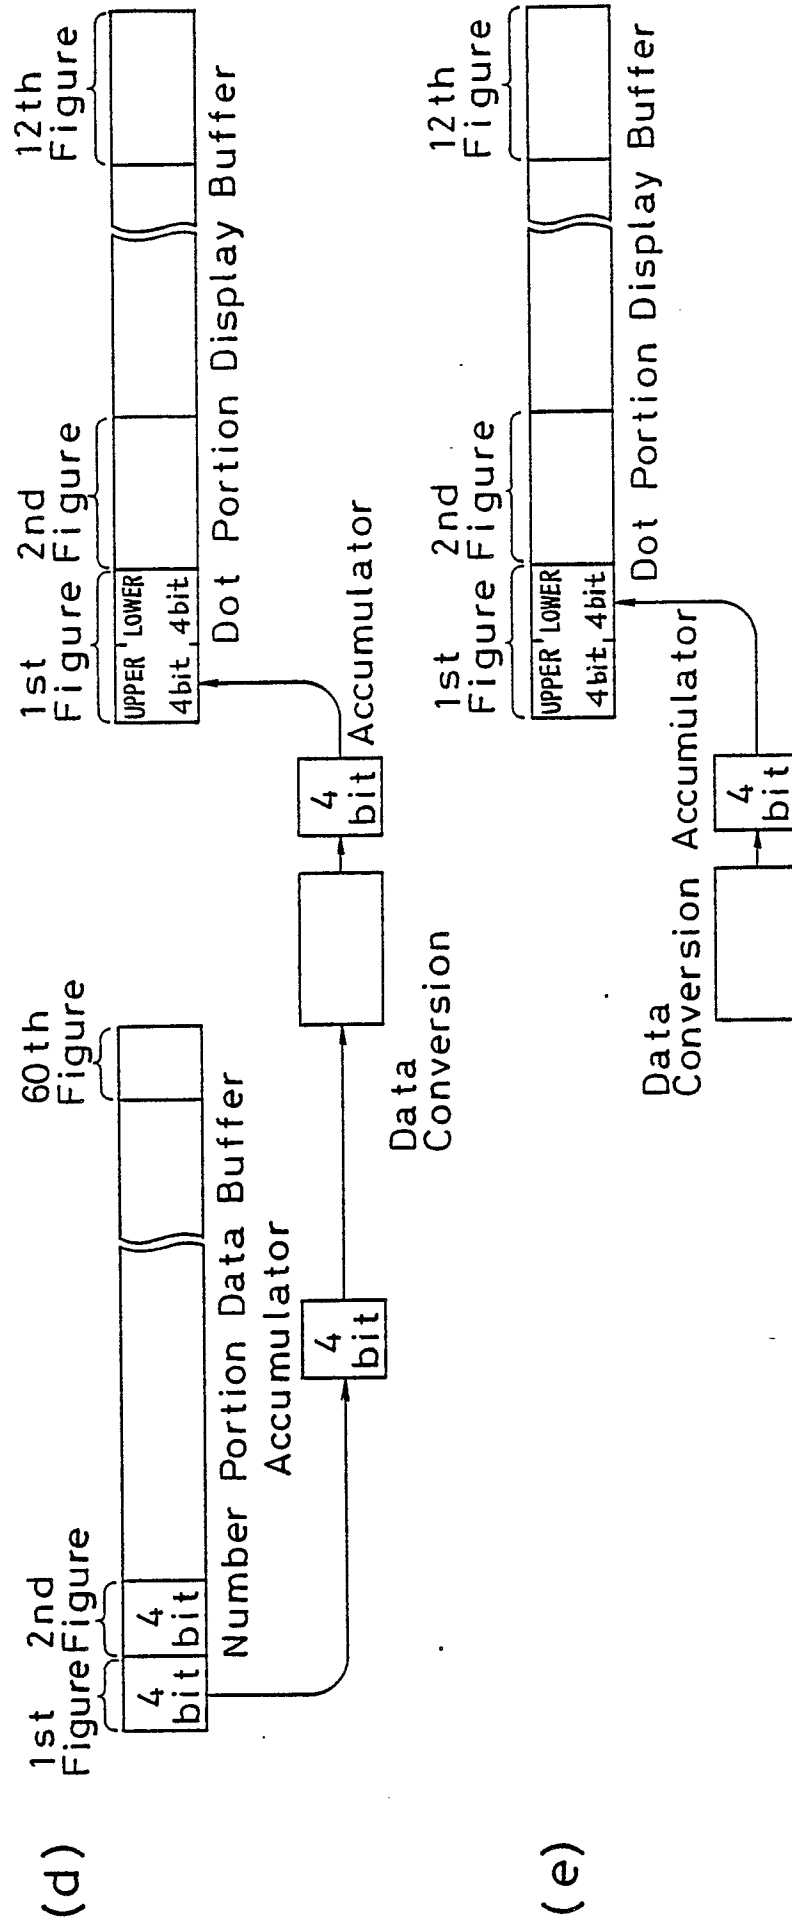 (d)
1st
Figure
2nd
Figure
60th
Figure
4
bit
4
bit
Number Portion Data Buffer
Accumulator
4
bit
Data
Conversion
4
bit
Accumulator
1st
Figure
2nd
Figure
12th
Figure
UPPER LOWER
4bit 4bit
Dot Portion Display Buffer
(e)
Data
Conversion
Accumulator
4
bit
1st
Figure
2nd
Figure
12th
Figure
UPPER LOWER
4bit 4bit
Dot Portion Display Buffer